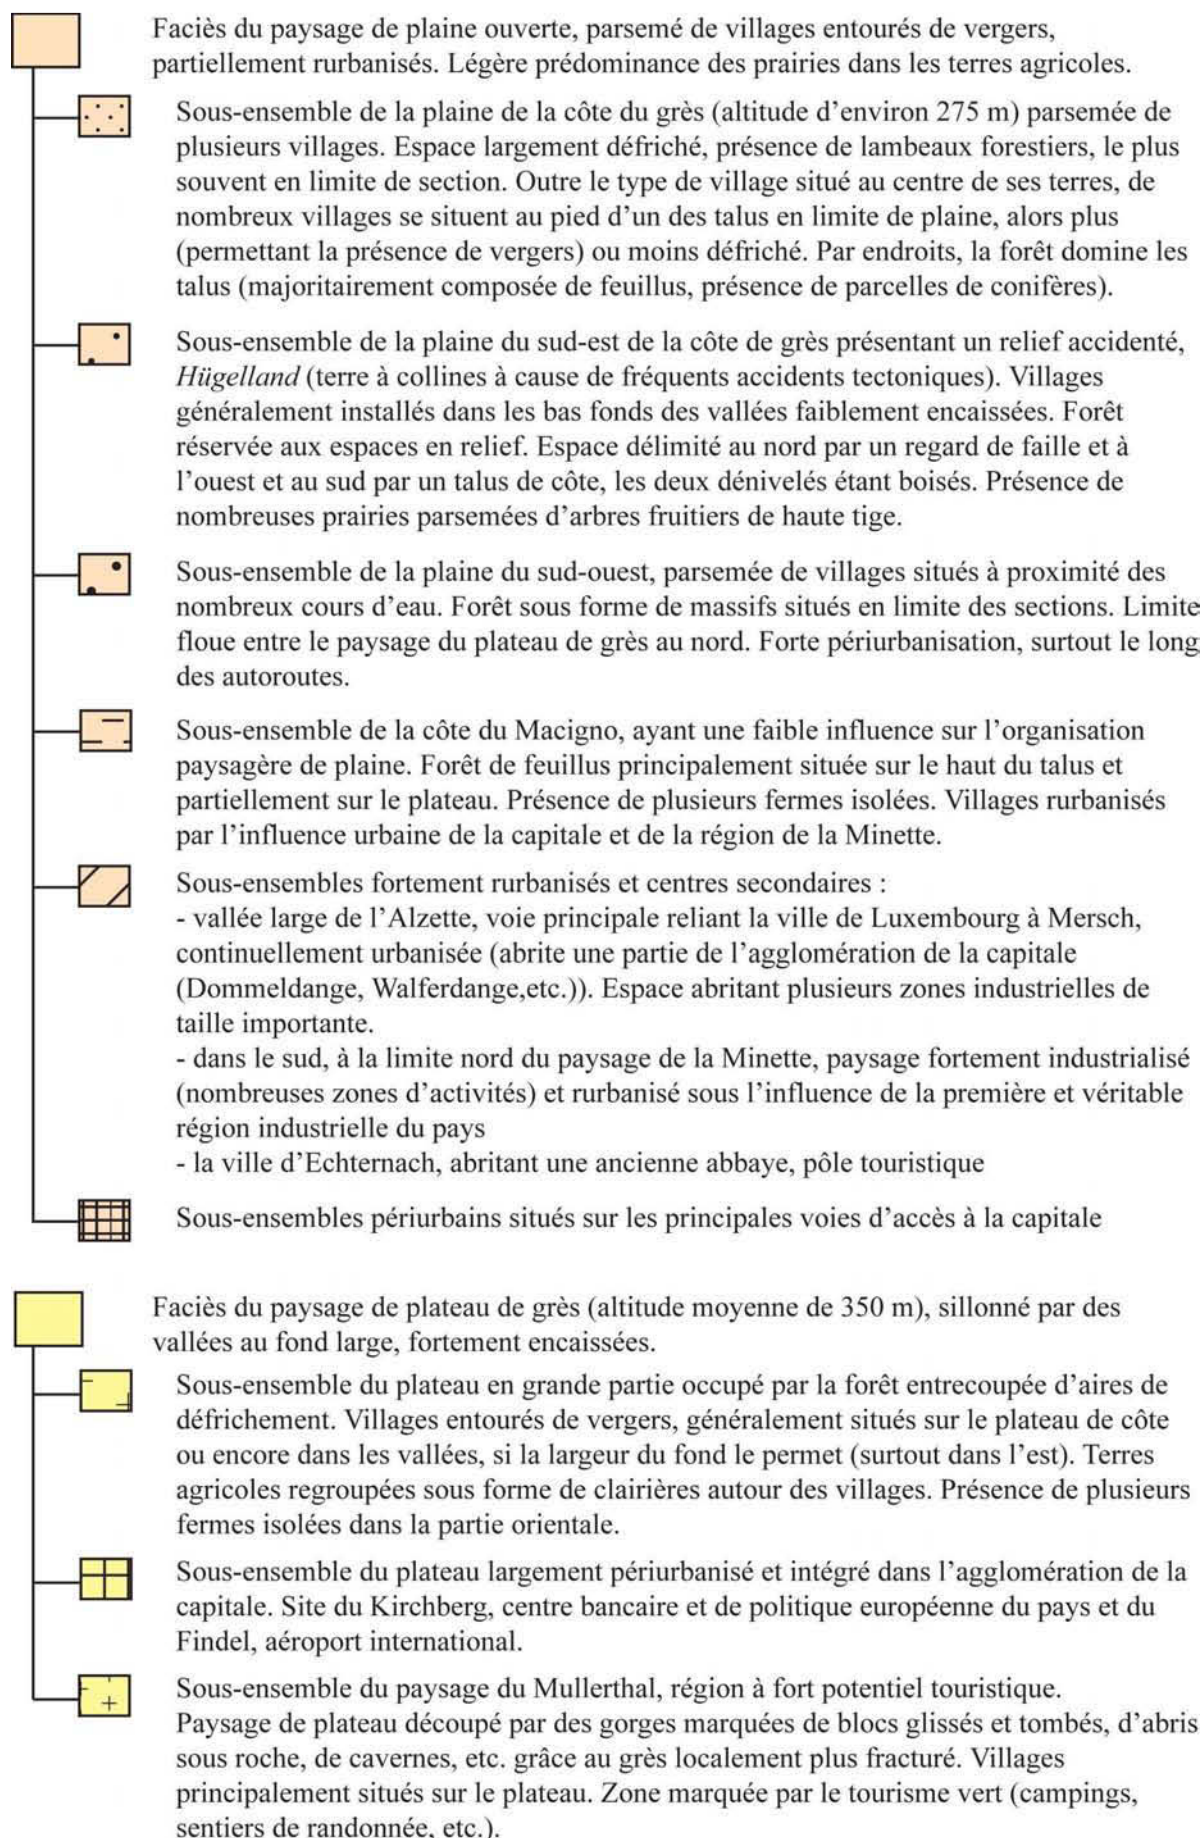 Faciès du paysage de plaine ouverte, parsemé de villages entourés de vergers,
partiellement rurbanisés. Légère prédominance des prairies dans les terres agricoles.
Sous-ensemble de la plaine de la côte du grès (altitude d’environ 275 m) parsemée de
plusieurs villages. Espace largement défriché, présence de lambeaux forestiers, le plus
souvent en limite de section. Outre le type de village situé au centre de ses terres, de
nombreux villages se situent au pied d’un des talus en limite de plaine, alors plus
(permettant la présence de vergers) ou moins défriché. Par endroits, la forêt domine les
talus (majoritairement composée de feuillus, présence de parcelles de conifères).
Sous-ensemble de la plaine du sud-est de la côte de grès présentant un relief accidenté,
Hügelland (terre à collines à cause de fréquents accidents tectoniques). Villages
généralement installés dans les bas fonds des vallées faiblement encaissées. Forêt
réservée aux espaces en relief. Espace délimité au nord par un regard de faille et à
l’ouest et au sud par un talus de côte, les deux dénivelés étant boisés. Présence de
nombreuses prairies parsemées d’arbres fruitiers de haute tige.
Sous-ensemble de la plaine du sud-ouest, parsemée de villages situés à proximité des
nombreux cours d’eau. Forêt sous forme de massifs situés en limite des sections. Limite
floue entre le paysage du plateau de grès au nord. Forte périurbanisation, surtout le long
des autoroutes.
Sous-ensemble de la côte du Macigno, ayant une faible influence sur l’organisation
paysagère de plaine. Forêt de feuillus principalement située sur le haut du talus et
partiellement sur le plateau. Présence de plusieurs fermes isolées. Villages rurbanisés
par l’influence urbaine de la capitale et de la région de la Minette.
Sous-ensembles fortement rurbanisés et centres secondaires :
- vallée large de l’Alzette, voie principale reliant la ville de Luxembourg à Mersch,
continuellement urbanisée (abrite une partie de l’agglomération de la capitale
(Dommeldange, Walferdange,etc.)). Espace abritant plusieurs zones industrielles de
taille importante.
- dans le sud, à la limite nord du paysage de la Minette, paysage fortement industrialisé
(nombreuses zones d’activités) et rurbanisé sous l’influence de la première et véritable
région industrielle du pays
- la ville d’Echternach, abritant une ancienne abbaye, pôle touristique
Sous-ensembles périurbains situés sur les principales voies d’accès à la capitale
Faciès du paysage de plateau de grès (altitude moyenne de 350 m), sillonné par des
vallées au fond large, fortement encaissées.
Sous-ensemble du plateau en grande partie occupé par la forêt entrecoupée d’aires de
défrichement. Villages entourés de vergers, généralement situés sur le plateau de côte
ou encore dans les vallées, si la largeur du fond le permet (surtout dans l’est). Terres
agricoles regroupées sous forme de clairières autour des villages. Présence de plusieurs
fermes isolées dans la partie orientale.
Sous-ensemble du plateau largement périurbanisé et intégré dans l’agglomération de la
capitale. Site du Kirchberg, centre bancaire et de politique européenne du pays et du
Findel, aéroport international.
Sous-ensemble du paysage du Mullerthal, région à fort potentiel touristique.
Paysage de plateau découpé par des gorges marquées de blocs glissés et tombés, d’abris
sous roche, de cavernes, etc. grâce au grès localement plus fracturé. Villages
principalement situés sur le plateau. Zone marquée par le tourisme vert (campings,
sentiers de randonnée, etc.).